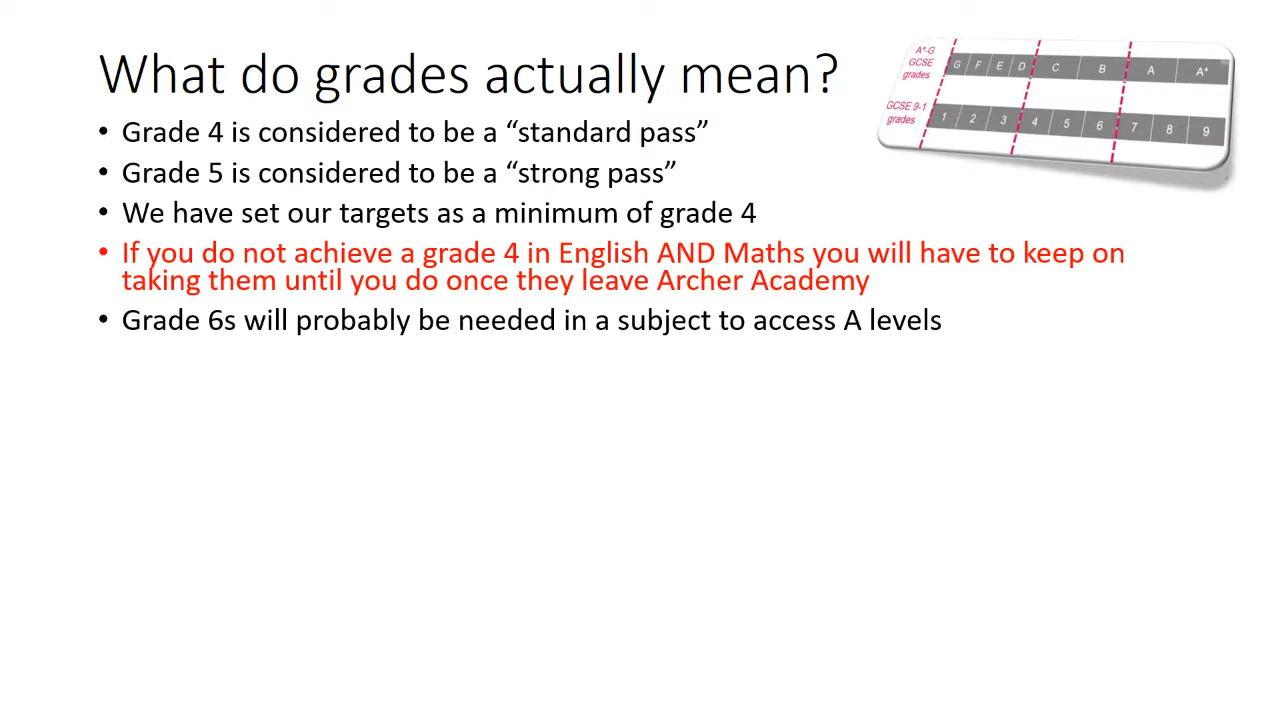 What do grades actually mean?
• Grade 4 is considered to be a “standard pass”
• Grade 5 is considered to be a “strong pass”
• We have set our targets as a minimum of grade 4
• If you do not achieve a grade 4 in English AND Maths you will have to keep on
taking them until you do once they leave Archer Academy
• Grade 6s will probably be needed in a subject to access A levels
A*-G
GCSE
grades
G F E D C B A A*
GCSE 9-1
grades
1 2 3 4 5 6 7 8 9